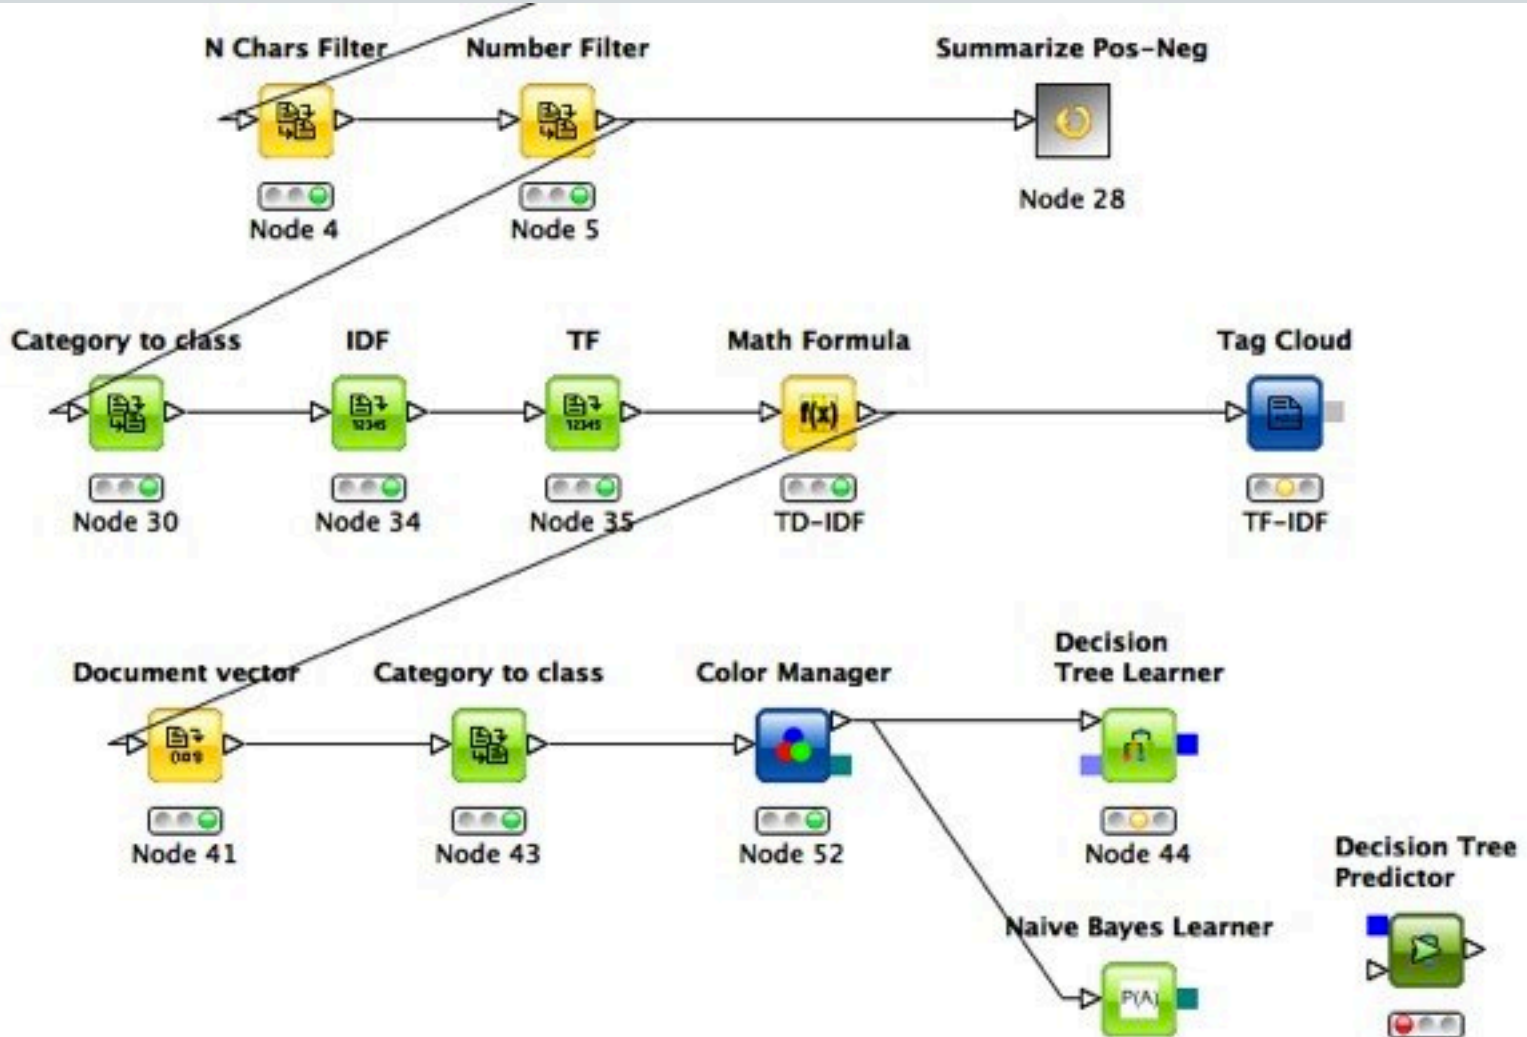 N Chars Filter
Number Filter
Summarize Pos-Neg
Node 4
Node 5
Node 28
Category to class
IDF
TF
Math Formula
Tag Cloud
12345
12345
f(x)
Node 30
Node 34
Node 35
TD-IDF
TF-IDF
Document vector
Category to class
Color Manager
Decision
Tree Learner
Node 41
Node 43
Node 52
Node 44
Decision Tree
Predictor
Naive Bayes Learner
P(A)